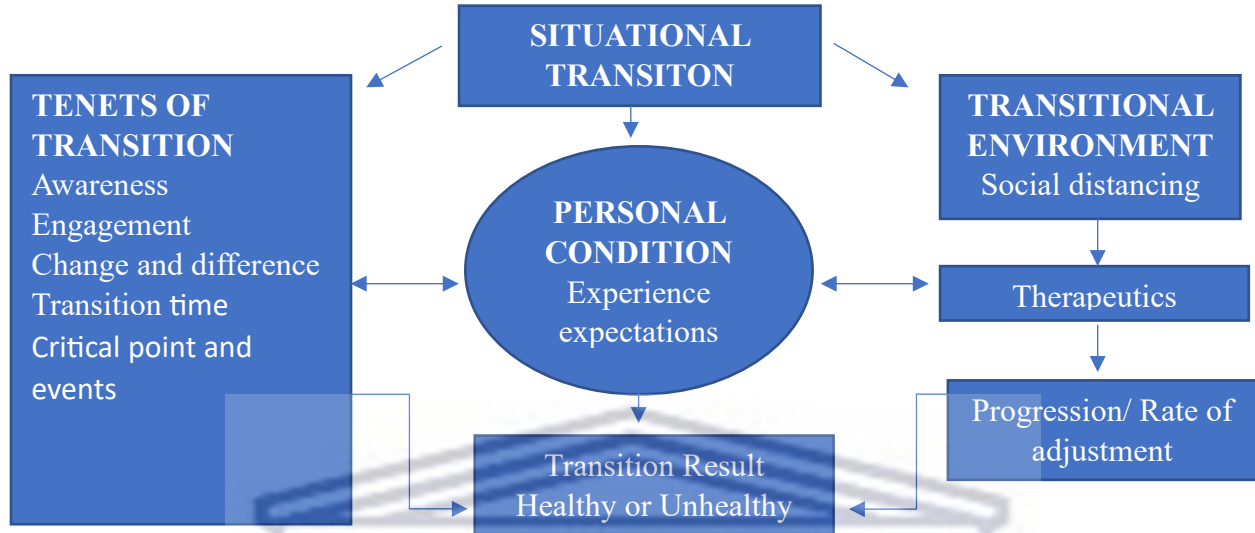 SITUATIONAL
TRANSITON
TENETS OF
TRANSITION
Awareness
Engagement
Change and difference
Transition time
Critical point and
events
PERSONAL
CONDITION
Experience
expectations
TRANSITIONAL
ENVIRONMENT
Social distancing
Therapeutics
Progression/ Rate of
adjustment
Transition Result
Healthy or Unhealthy